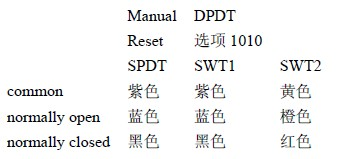 Manual DPDT
Reset 选项 1010
SPDT SWT1 SWT2
common 紫色 紫色 黄色
normally open 蓝色 蓝色 橙色
normally closed 黑色 黑色 红色